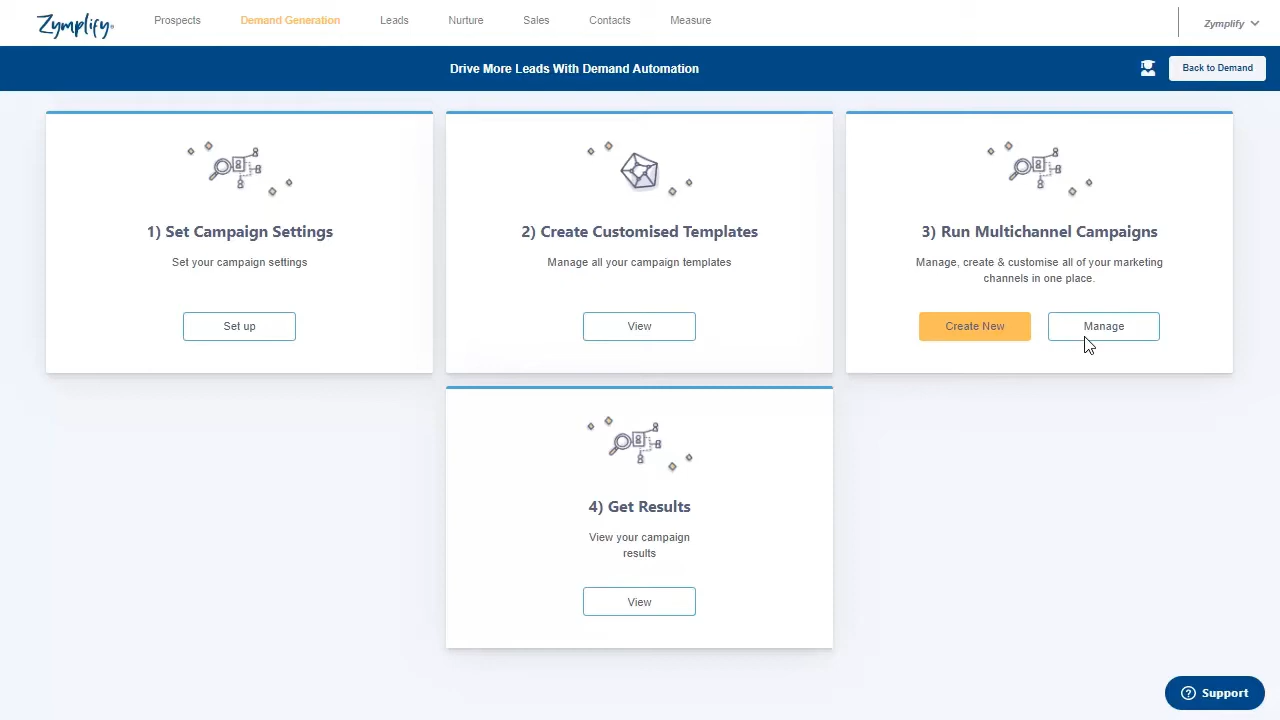 Zymplify®
Prospects
Demand Generation
Leads
Nurture
Sales
Contacts
Measure
Zymplify
Drive More Leads With Demand Automation
Back to Demand
1) Set Campaign Settings
Set your campaign settings
Set up
2) Create Customised Templates
Manage all your campaign templates
View
3) Run Multichannel Campaigns
Manage, create & customise all of your marketing
channels in one place.
Create New
Manage
4) Get Results
View your campaign
results
View
Support